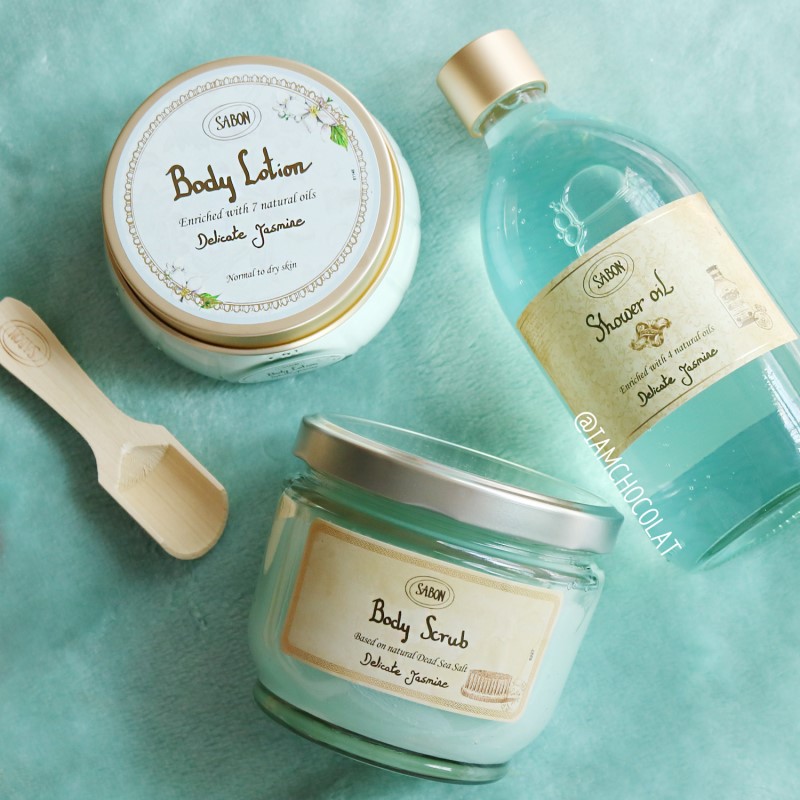 SABON
Body Lotion
Enriched with 7 natural oils
Delicate Jasmine
Normal to dry skin
SABON
Shower oil
Enriched with 4 natural oils
Delicate Jasmine
@IAMCHOCOLAT
SABON
SABON
Body Scrub
Based on natural Dead Sea Salt
Delicate Jasmine